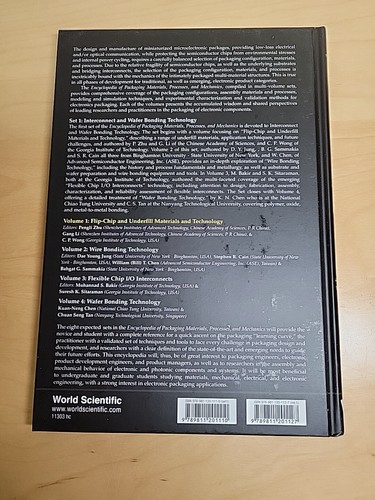 The design and manufacture of miniaturized microelectronic packages, providing low-loss electrical
and/or optical communication, while protecting the semiconductor chips from environmental stresses
and internal power cycling, requires a carefully balanced selection of packaging configuration, materials,
and processes. Due to the relative fragility of semiconductor chips, as well as the underlying substrates
and bridging interconnects, the selection of the packaging configuration, materials, and processes is
inextricably bound with the mechanics of the intimately packaged multi-material structures. This is true
in all phases of development for traditional, as well as emerging, electronic product categories.
The Encyclopedia of Packaging Materials, Processes, and Mechanics, compiled in multi-volume sets,
provides comprehensive coverage of the packaging configurations, assembly materials and processes,
modeling and simulation techniques, and experimental characterization and validation methods for
electronics packaging. Each of the volumes presents the accumulated wisdom and shared perspectives
of leading researchers and practitioners in the packaging of electronic components.
Set 1: Interconnect and Wafer Bonding Technology
The first set of the Encyclopedia of Packaging Materials, Processes, and Mechanics is devoted to Interconnect
and Wafer Bonding Technology. The set begins with a volume focusing on "Flip-Chip and Underfill
Materials and Technology," describing a range of underfill materials, application techniques, and future
challenges, and authored by P. Zhu and G. Li of the Chinese Academy of Sciences, and C. P. Wong
of the Georgia Institute of Technology. Volume 2 of this set, authored by D. Y. Jung, B. G. Sammakia
and S. R. Cain all three from Binghamton University - State University of New York, and W. Chen, of
Advanced Semiconductor Engineering, Inc. (ASE), provides an in-depth exploration of "Wire Bonding
Technology," including the history and process fundamentals and metallurgy
wafer preparation and wire bonding equipment and tools. In Volume 3, M. Bakir and S. K. Sitaraman,
both at the Georgia Institute of Technology, authored the multi-faceted coverage of the emerging
"Flexible Chip I/O Interconnects" technology, including attention to design, fabrication, assembly,
characterization, and reliability assessment of flexible interconnects. The Set closes with Volume 4,
offering a detailed treatment of "Wafer Bonding Technology," by K. N. Chen who is at the National
Chiao Tung University and C. S. Tan at the Nanyang Technological University, covering polymer, oxide,
and metal-to-metal bonding.
Volume 1: Flip-Chip and Underfill Materials and Technology
Editors: Pengli Zhu (Shenzhen Institutes of Advanced Technology, Chinese Academy of Sciences, P. R. China),
Gang Li (Shenzhen Institutes of Advanced Technology, Chinese Academy of Sciences, P. R. China) &
C. P. Wong (Georgia Institute of Technology, USA)
Volume 2: Wire Bonding Technology
Editors: Dae Young Jung (State University of New York - Binghamton, USA), Stephen R. Cain (State University of New
York - Binghamton, USA), William (Bill) T. Chen (Advanced Semiconductor Engineering, Inc. (ASE), Taiwan) &
Bahgat G. Sammakia (State University of New York - Binghamton, USA)
Volume 3: Flexible Chip I/O Interconnects
Editors: Muhannad S. Bakir (Georgia Institute of Technology, USA) &
Suresh K. Sitaraman (Georgia Institute of Technology, USA)
Volume 4: Wafer Bonding Technology
Kuan-Neng Chen (National Chiao Tung University, Taiwan) &
Chuan Seng Tan (Nanyang Technological University, Singapore)
The eight expected sets in the Encyclopedia of Packaging Materials, Processes, and Mechanics will provide the
novice and student with a complete reference for a quick ascent on the packaging "learning curve," the
practitioner with a validated set of techniques and tools to face every challenge in packaging design and
development, and researchers with a clear definition of the state-of-the-art and emerging needs to guide
their future efforts. This encyclopedia will, thus, be of great interest to packaging engineers, electronic
product development engineers, and product managers, as well as to researchers in the assembly and
mechanical behavior of electronic and photonic components and systems. It will be most beneficial
to undergraduate and graduate students studying materials, mechanical, electrical, and electronic
engineering, with a strong interest in electronic packaging applications.
World Scientific
www.worldscientific.com
11303 hc
9789811201110
9789811201127